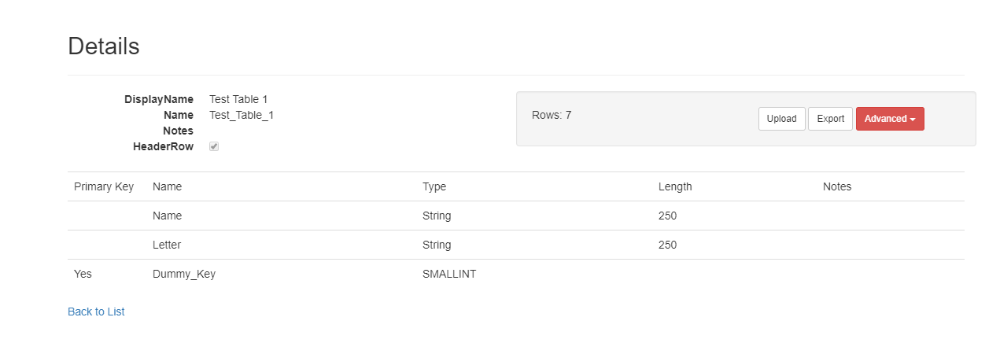 Details
DisplayName Test Table 1
Name Test_Table_1
Notes
HeaderRow
Rows: 7 Upload Export Advanced
Primary Key Name Type Length Notes
Name String 250
Letter String 250
Yes Dummy_Key SMALLINT
Back to List